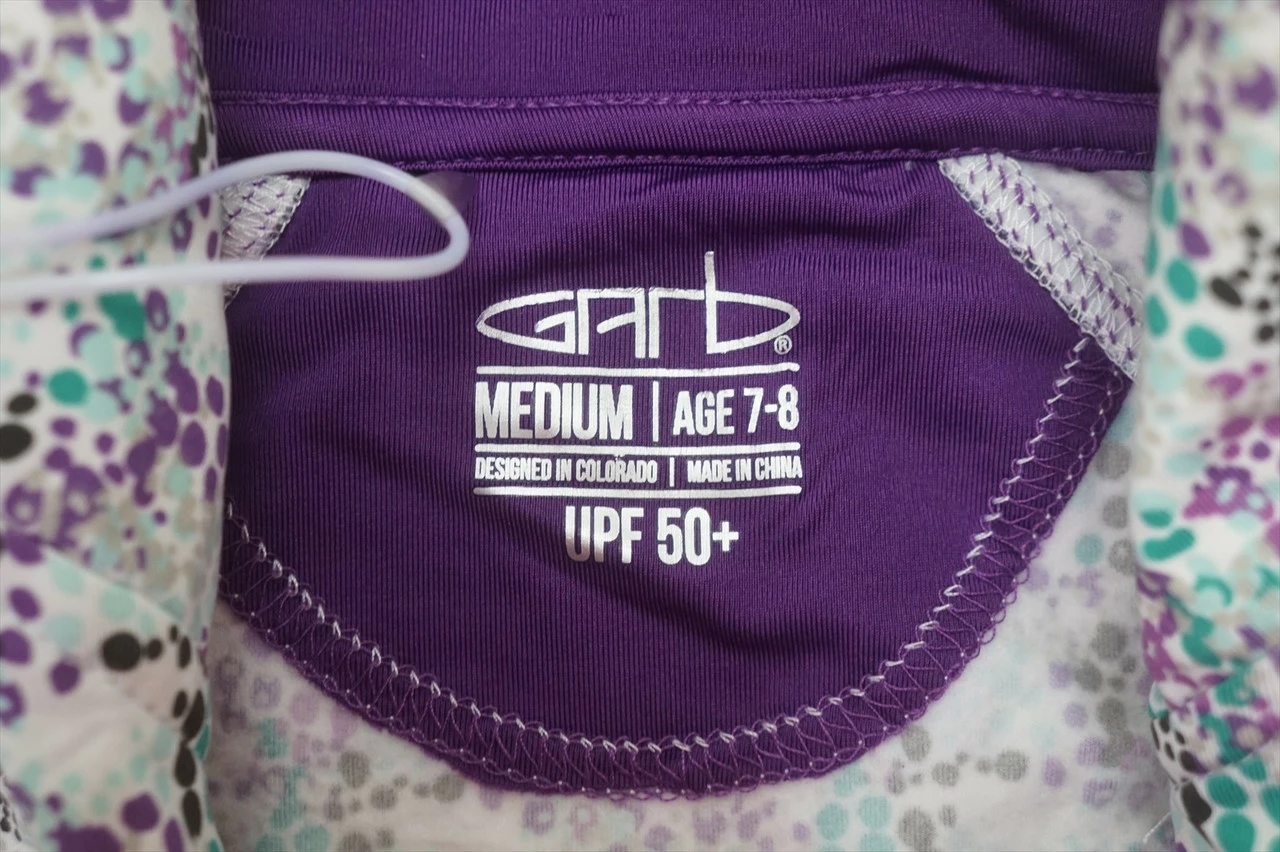 GARB®
MEDIUM | AGE 7-8
DESIGNED IN COLORADO | MADE IN CHINA
UPF 50+